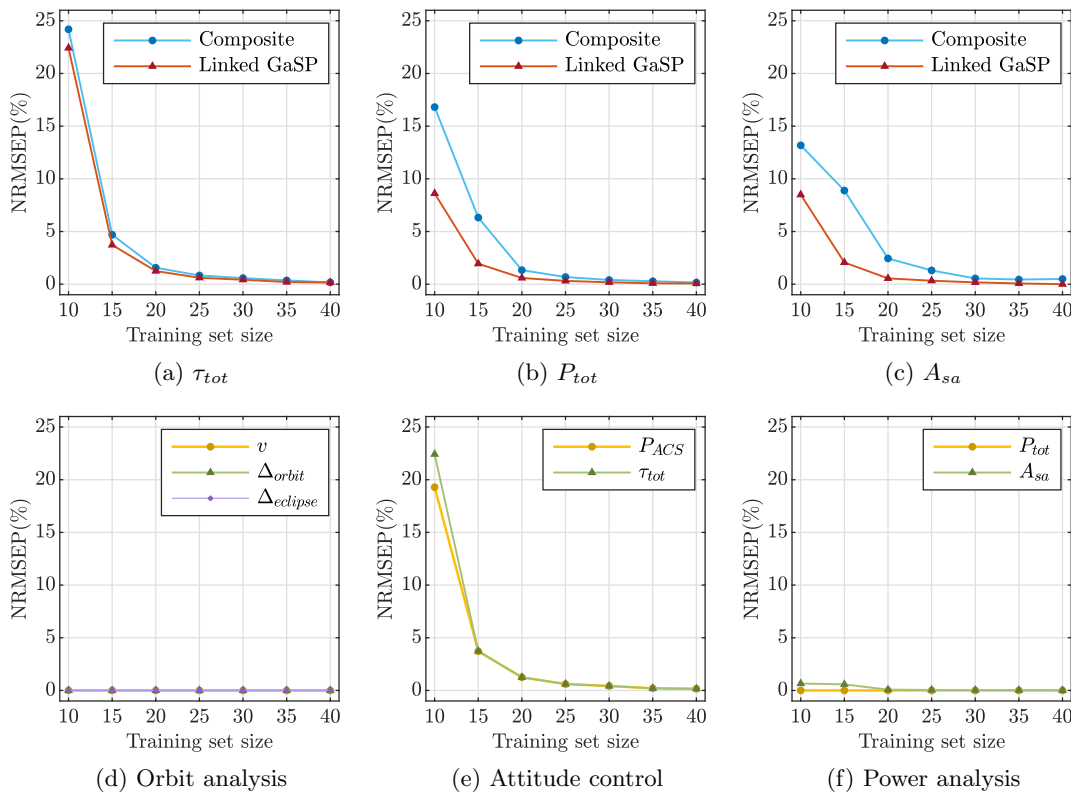 25
20
15
10
5
0
NRMSEP(%)
Composite
Linked GaSP
10 15 20 25 30 35 40
Training set size
(a) τ_tot
25
20
15
10
5
0
NRMSEP(%)
Composite
Linked GaSP
10 15 20 25 30 35 40
Training set size
(b) P_tot
25
20
15
10
5
0
NRMSEP(%)
Composite
Linked GaSP
10 15 20 25 30 35 40
Training set size
(c) A_sa
25
20
15
10
5
0
NRMSEP(%)
v
Δ_orbit
Δ_eclipse
10 15 20 25 30 35 40
Training set size
(d) Orbit analysis
25
20
15
10
5
0
NRMSEP(%)
P_ACS
τ_tot
10 15 20 25 30 35 40
Training set size
(e) Attitude control
25
20
15
10
5
0
NRMSEP(%)
P_tot
A_sa
10 15 20 25 30 35 40
Training set size
(f) Power analysis